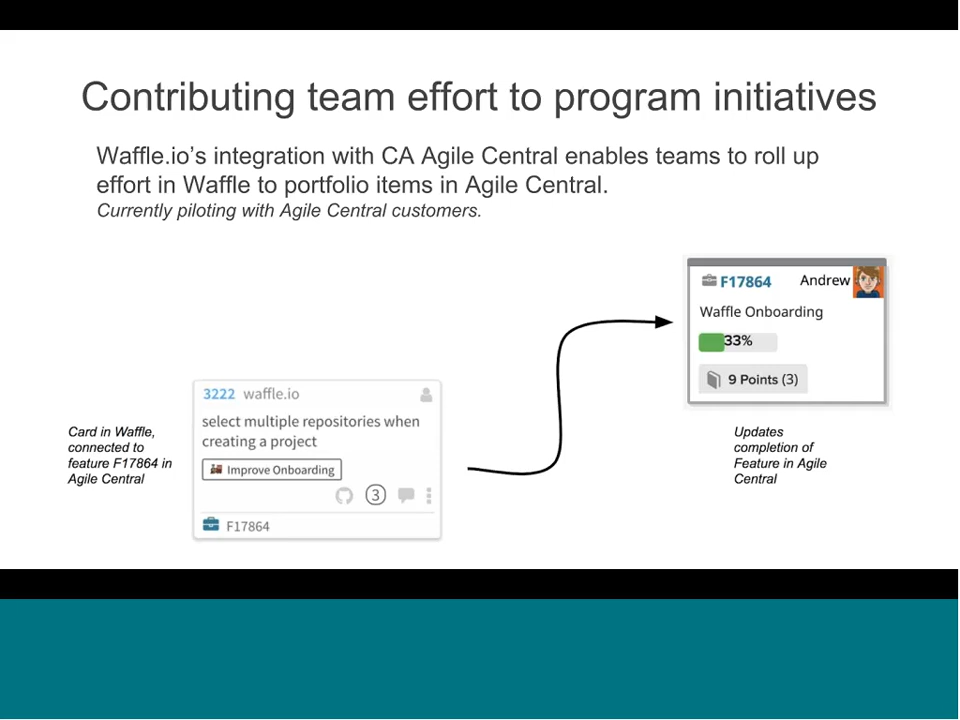 Contributing team effort to program initiatives
Waffle.io’s integration with CA Agile Central enables teams to roll up
effort in Waffle to portfolio items in Agile Central.
Currently piloting with Agile Central customers.
F17864 Andrew
Waffle Onboarding
33%
9 Points (3)
3222 waffle.io
select multiple repositories when
creating a project
Improve Onboarding
3
F17864
Card in Waffle,
connected to
feature F17864 in
Agile Central
Updates
completion of
Feature in Agile
Central